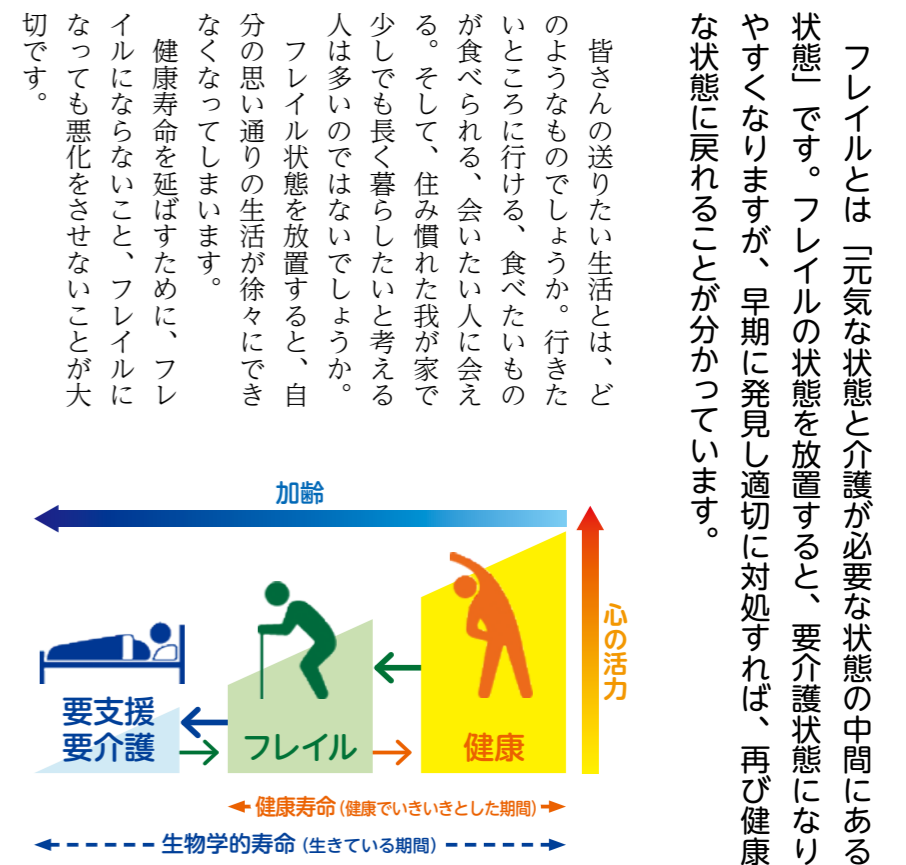 フレイルとは「元気な状態と介護が必要な状態の中間にある
状態」です。フレイルの状態を放置すると、要介護状態になり
やすくなりますが、早期に発見し適切に対処すれば、再び健康
な状態に戻れることが分かっています。
皆さんの送りたい生活とは、ど
のようなものでしょうか。行きた
いところに行ける、食べたいもの
が食べられる、会いたい人に会え
る。そして、住み慣れた我が家で
少しでも長く暮らしたいと考える
人は多いのではないでしょうか。
フレイル状態を放置すると、自
分の思い通りの生活が徐々にでき
なくなってしまいます。
健康寿命を延ばすために、フレ
イルにならないこと、フレイルに
なっても悪化をさせないことが大
切です。
加齢
心の活力
要支援
要介護
フレイル
健康
健康寿命（健康でいきいきとした期間）
生物学的寿命（生きている期間）